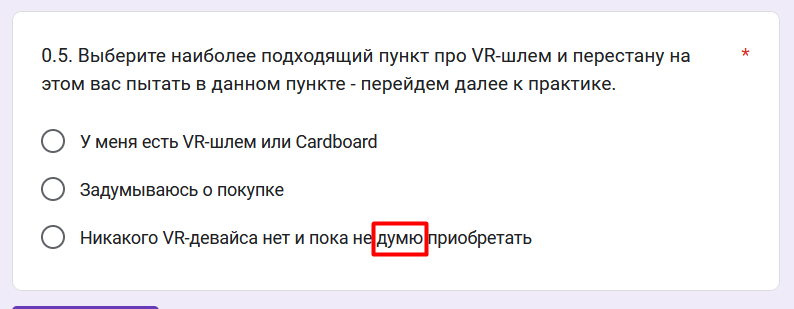 0.5. Выберите наиболее подходящий пункт про VR-шлем и перестану на *
этом вас пытать в данном пункте - перейдем далее к практике.
У меня есть VR-шлем или Cardboard
Задумываюсь о покупке
Никакого VR-девайса нет и пока не думю приобретать